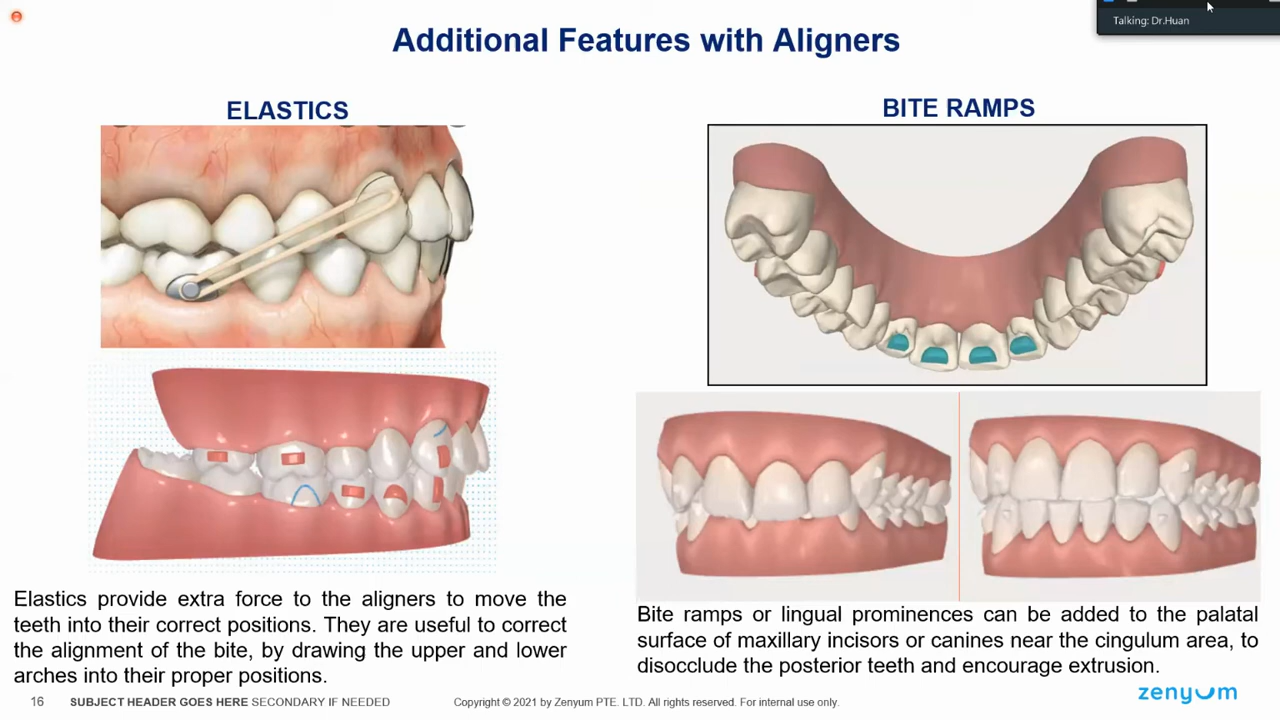 Talking: Dr.Huan
Additional Features with Aligners
ELASTICS
BITE RAMPS
Elastics provide extra force to the aligners to move the
teeth into their correct positions. They are useful to correct
the alignment of the bite, by drawing the upper and lower
arches into their proper positions.
Bite ramps or lingual prominences can be added to the palatal
surface of maxillary incisors or canines near the cingulum area, to
disocclude the posterior teeth and encourage extrusion.
16 SUBJECT HEADER GOES HERE SECONDARY IF NEEDED Copyright © 2021 by Zenyum PTE. LTD. All rights reserved. For internal use only.
zenyum